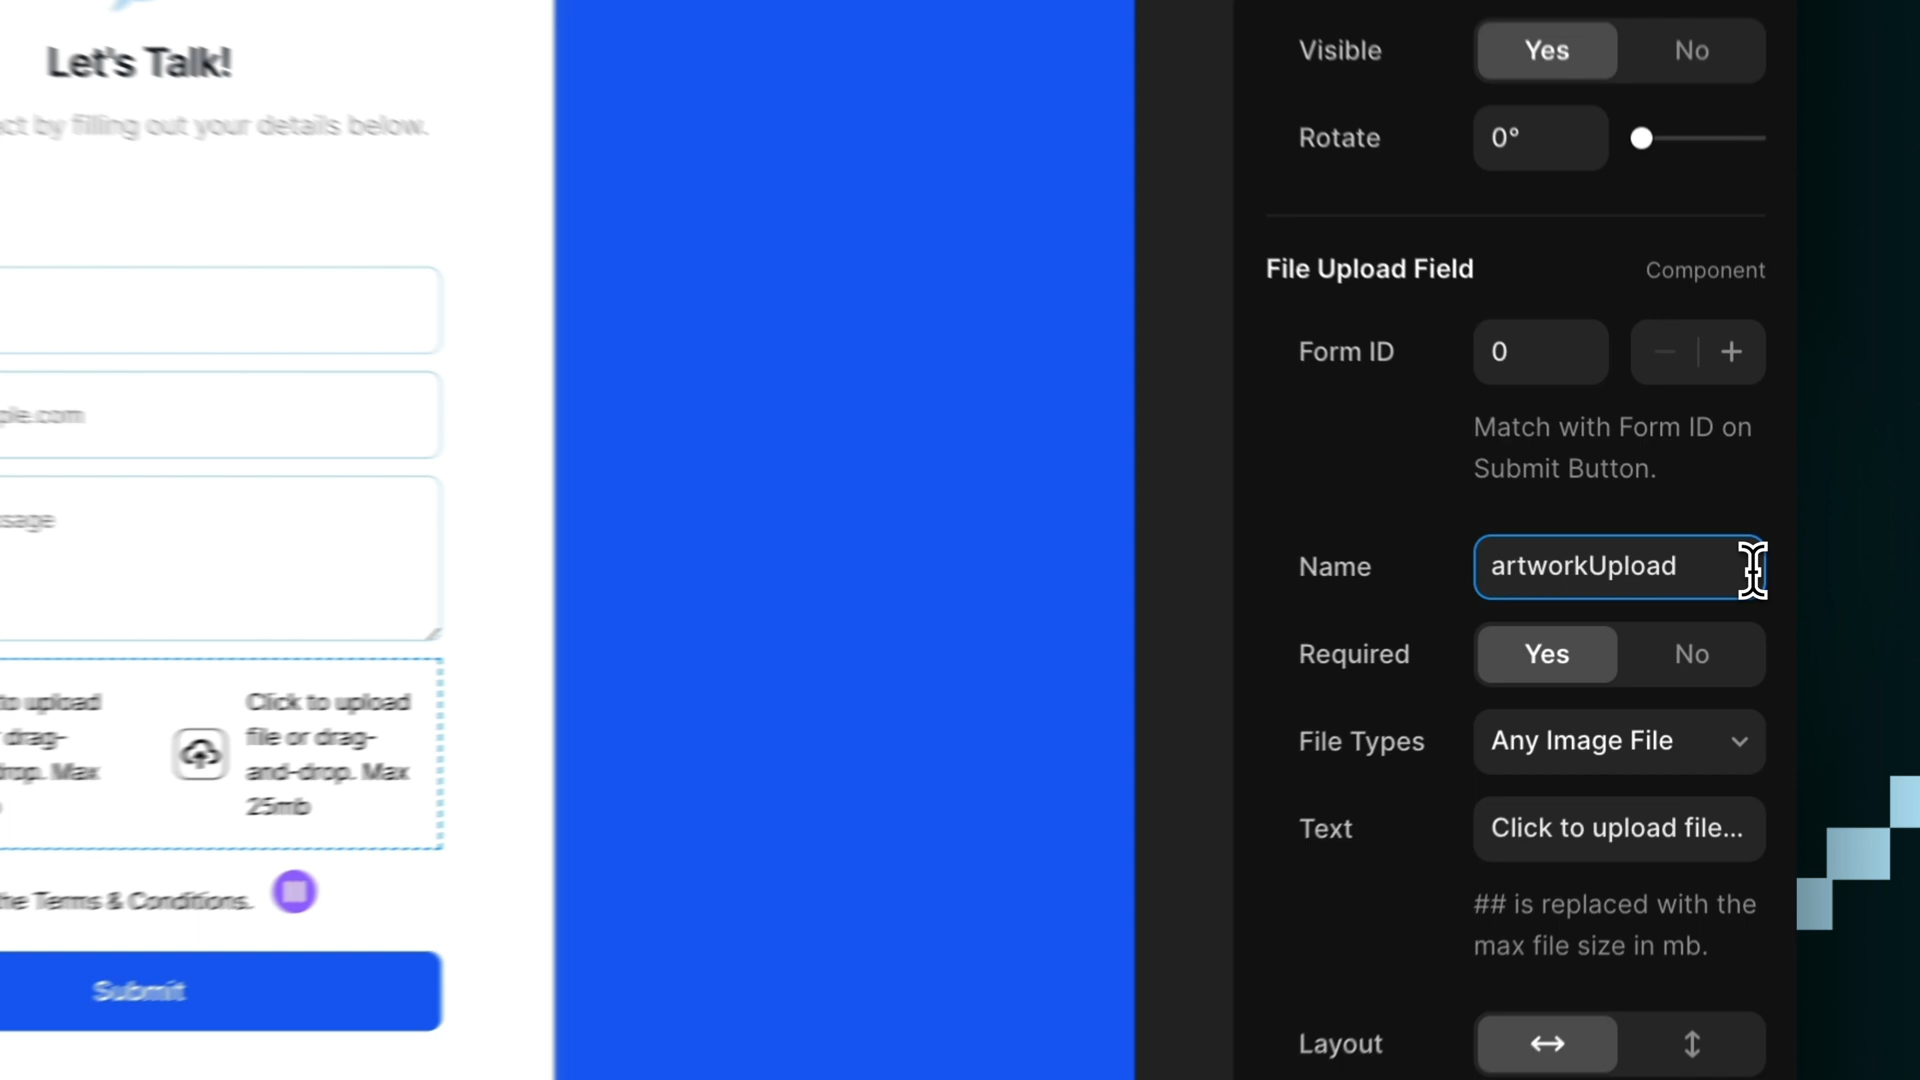 Let's Talk!
ct by filling out your details below.
ple.com
sage
to upload
drag-
drop. Max
Click to upload
file or drag-
and-drop. Max
25mb
the Terms & Conditions.
Submit
Visible Yes No
Rotate 0°
File Upload Field Component
Form ID 0
Match with Form ID on
Submit Button.
Name artworkUpload
Required Yes No
File Types Any Image File
Text Click to upload file...
## is replaced with the
max file size in mb.
Layout